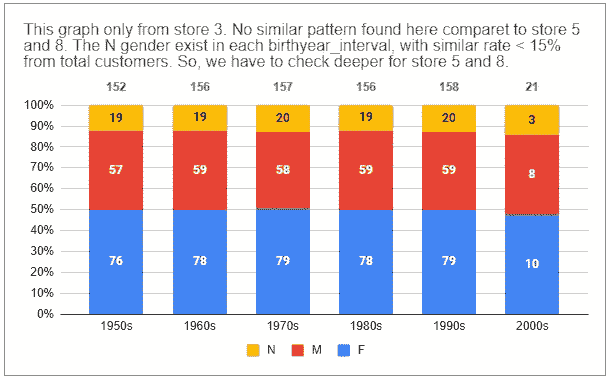 This graph only from store 3. No similar pattern found here comparet to store 5
and 8. The N gender exist in each birthyear_interval, with similar rate < 15%
from total customers. So, we have to check deeper for store 5 and 8.
152 156 157 156 158 21
100%
90%
80%
70%
60%
50%
40%
30%
20%
10%
0%
19 19 20 19 20 3
57 59 58 59 59 8
76 78 79 78 79 10
1950s 1960s 1970s 1980s 1990s 2000s
N M F